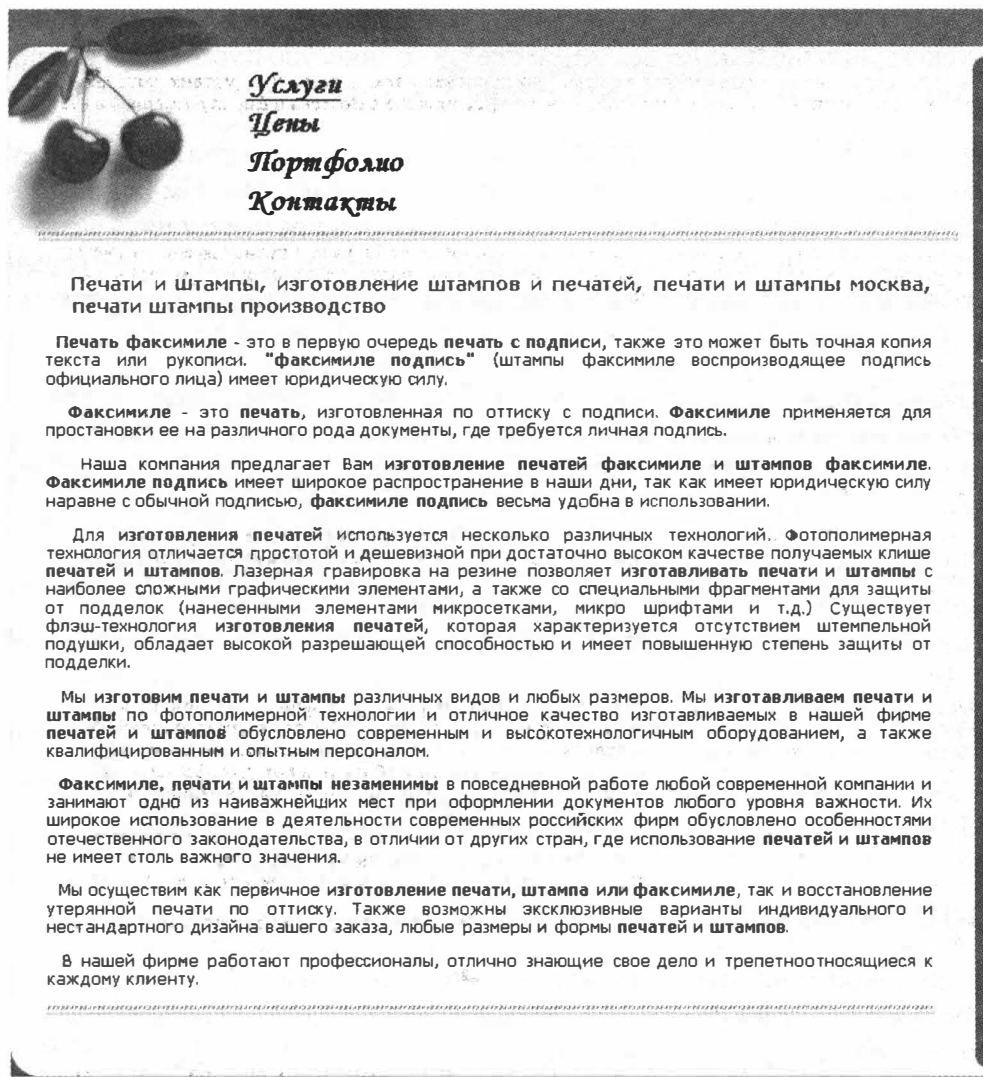 Услуги
Цены
Портфолио
Контакты
Печати и Штампы, изготовление штампов и печатей, печати и штампы москва,
печати штампы производство
Печать факсимиле - это в первую очередь печать с подписи, также это может быть точная копия
текста или рукописи. "факсимиле подпись" (штампы факсимиле воспроизводящее подпись
официального лица) имеет юридическую силу.
Факсимиле - это печать, изготовленная по оттиску с подписи. Факсимиле применяется для
простановки ее на различного рода документы, где требуется личная подпись.
Наша компания предлагает Вам изготовление печатей факсимиле и штампов факсимиле.
Факсимиле подпись имеет широкое распространение в наши дни, так как имеет юридическую силу
наравне с обычной подписью, факсимиле подпись весьма удобна в использовании.
Для изготовления печатей используется несколько различных технологий. Фотополимерная
технология отличается простотой и дешевизной при достаточно высоком качестве получаемых клише
печатей и штампов. Лазерная гравировка на резине позволяет изготавливать печати и штампы с
наиболее сложными графическими элементами, а также со специальными фрагментами для защиты
от подделок (нанесенными элементами микросетками, микро шрифтами и т.д.) Существует
флэш-технология изготовления печатей, которая характеризуется отсутствием штемпельной
подушки, обладает высокой разрешающей способностью и имеет повышенную степень защиты от
подделки.
Мы изготовим печати и штампы различных видов и любых размеров. Мы изготавливаем печати и
штампы по фотополимерной технологии и отличное качество изготавливаемых в нашей фирме
печатей и штампов обусловлено современным и высокотехнологичным оборудованием, а также
квалифицированным и опытным персоналом.
Факсимиле, печати и штампы незаменимы в повседневной работе любой современной компании и
занимают одно из наиважнейших мест при оформлении документов любого уровня важности. Их
широкое использование в деятельности современных российских фирм обусловлено особенностями
отечественного законодательства, в отличии от других стран, где использование печатей и штампов
не имеет столь важного значения.
Мы осуществим как первичное изготовление печати, штампа или факсимиле, так и восстановление
утерянной печати по оттиску. Также возможны эксклюзивные варианты индивидуального и
нестандартного дизайна вашего заказа, любые размеры и формы печатей и штампов.
В нашей фирме работают профессионалы, отлично знающие свое дело и трепетноотносящиеся к
каждому клиенту.